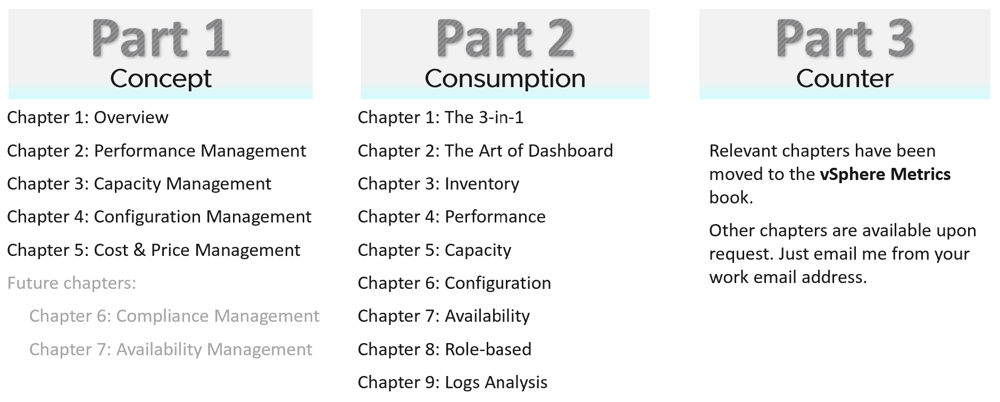 Part 1
Concept
Chapter 1: Overview
Chapter 2: Performance Management
Chapter 3: Capacity Management
Chapter 4: Configuration Management
Chapter 5: Cost & Price Management
Future chapters:
Chapter 6: Compliance Management
Chapter 7: Availability Management
Part 2
Consumption
Chapter 1: The 3-in-1
Chapter 2: The Art of Dashboard
Chapter 3: Inventory
Chapter 4: Performance
Chapter 5: Capacity
Chapter 6: Configuration
Chapter 7: Availability
Chapter 8: Role-based
Chapter 9: Logs Analysis
Part 3
Counter
Relevant chapters have been
moved to the vSphere Metrics
book.
Other chapters are available upon
request. Just email me from your
work email address.